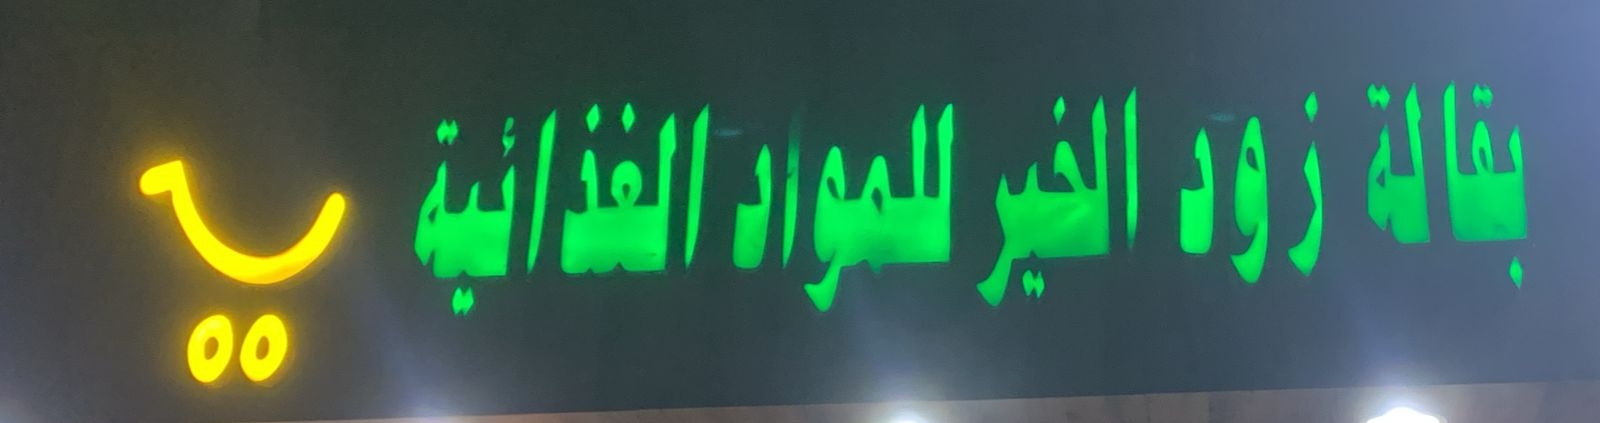 بقالة زود الخير للمواد الغذائية